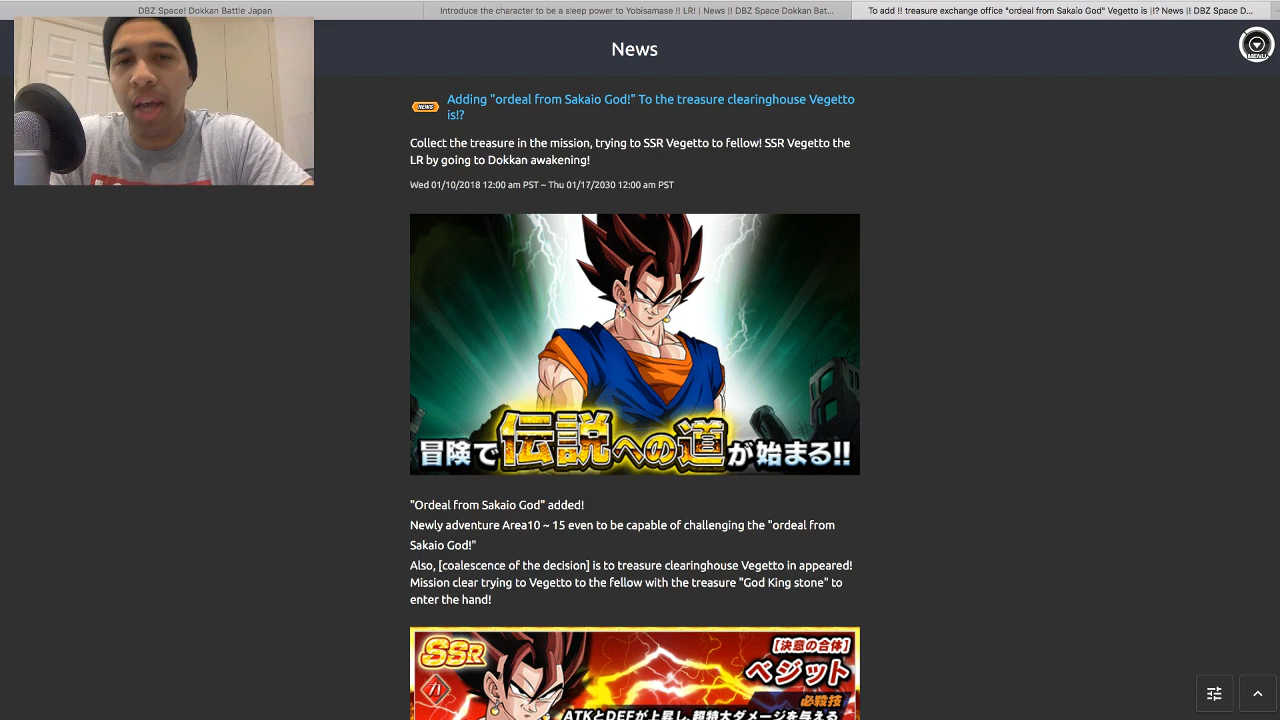 DBZ Space! Dokkan Battle Japan
Introduce the character to be a sleep power to Yobisamase !! LR! | News |! DBZ Space Dokkan Bat...
To add !! treasure exchange office "ordeal from Sakaio God" Vegetto is |!? News |! DBZ Space D...
News
MENU
NEWS
Adding "ordeal from Sakaio God!" To the treasure clearinghouse Vegetto
is!?
Collect the treasure in the mission, trying to SSR Vegetto to fellow! SSR Vegetto the
LR by going to Dokkan awakening!
Wed 01/10/2018 12:00 am PST ~ Thu 01/17/2030 12:00 am PST
冒険で伝説への道が始まる!!
"Ordeal from Sakaio God" added!
Newly adventure Area10 ~ 15 even to be capable of challenging the "ordeal from
Sakaio God!"
Also, [coalescence of the decision] is to treasure clearinghouse Vegetto in appeared!
Mission clear trying to Vegetto to the fellow with the treasure "God King stone" to
enter the hand!
SSR
[決意の合体]
ベジット
力
必殺技
ATKとDEFが上昇し、超特大ダメージを与える